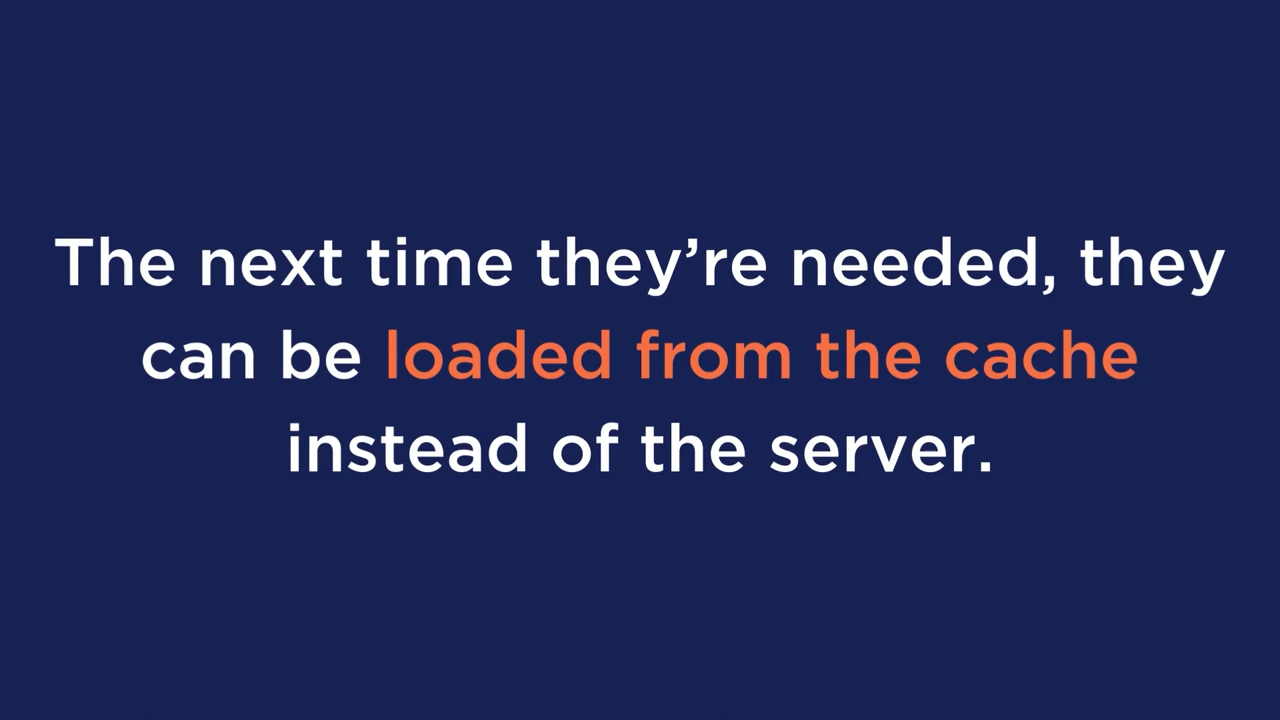 The next time they’re needed, they
can be loaded from the cache
instead of the server.